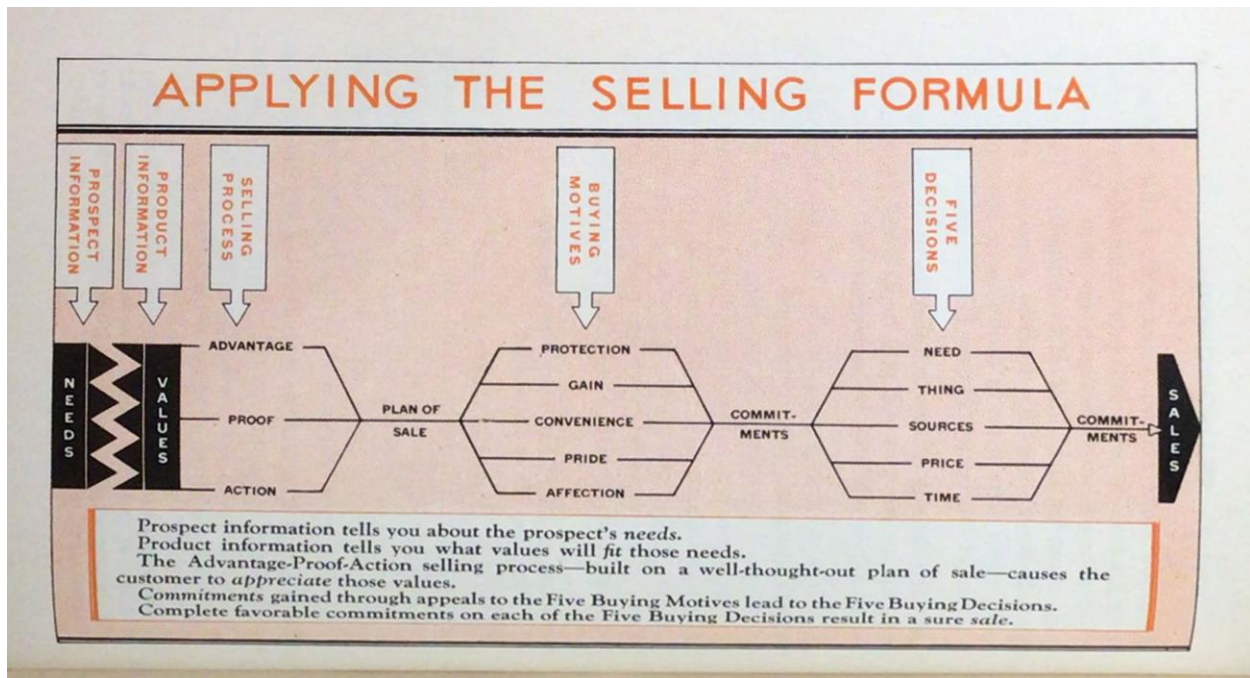 APPLYING THE SELLING FORMULA
PROSPECT
INFORMATION
PRODUCT
INFORMATION
SELLING
PROCESS
BUYING
MOTIVES
FIVE
DECISIONS
NEEDS
VALUES
ADVANTAGE
PROOF
ACTION
PLAN OF
SALE
PROTECTION
GAIN
CONVENIENCE
PRIDE
AFFECTION
COMMIT-
MENTS
NEED
THING
SOURCES
PRICE
TIME
COMMIT-
MENTS
SALES
Prospect information tells you about the prospect's needs.
Product information tells you what values will fit those needs.
The Advantage-Proof-Action selling process—built on a well-thought-out plan of sale—causes the
customer to appreciate those values.
Commitments gained through appeals to the Five Buying Motives lead to the Five Buying Decisions.
Complete favorable commitments on each of the Five Buying Decisions result in a sure sale.